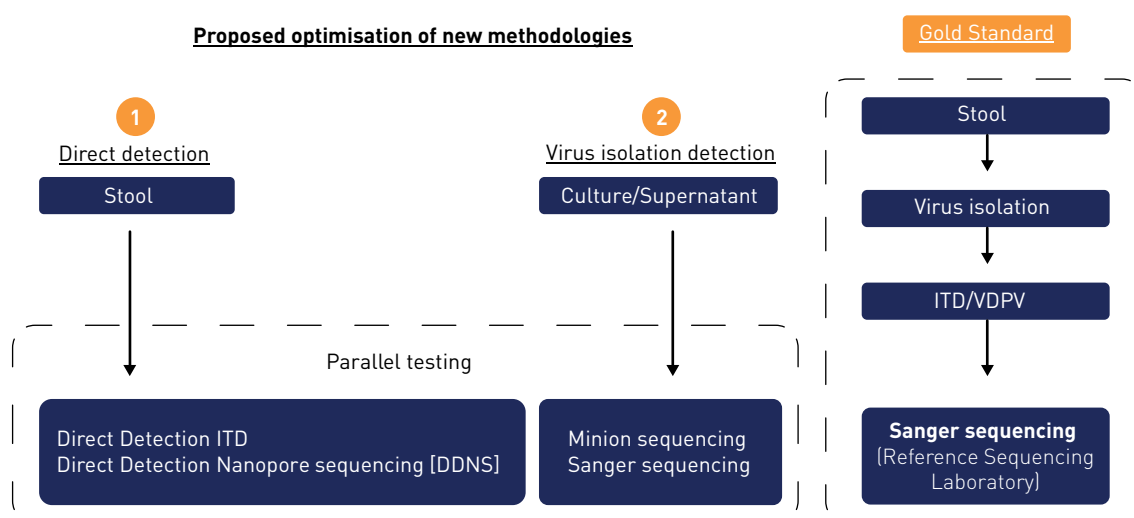 Proposed optimisation of new methodologies
Gold Standard
1
Direct detection
Stool
2
Virus isolation detection
Culture/Supernatant
Parallel testing
Direct Detection ITD
Direct Detection Nanopore sequencing [DDNS]
Minion sequencing
Sanger sequencing
Stool
Virus isolation
ITD/VDPV
Sanger sequencing
(Reference Sequencing
Laboratory)